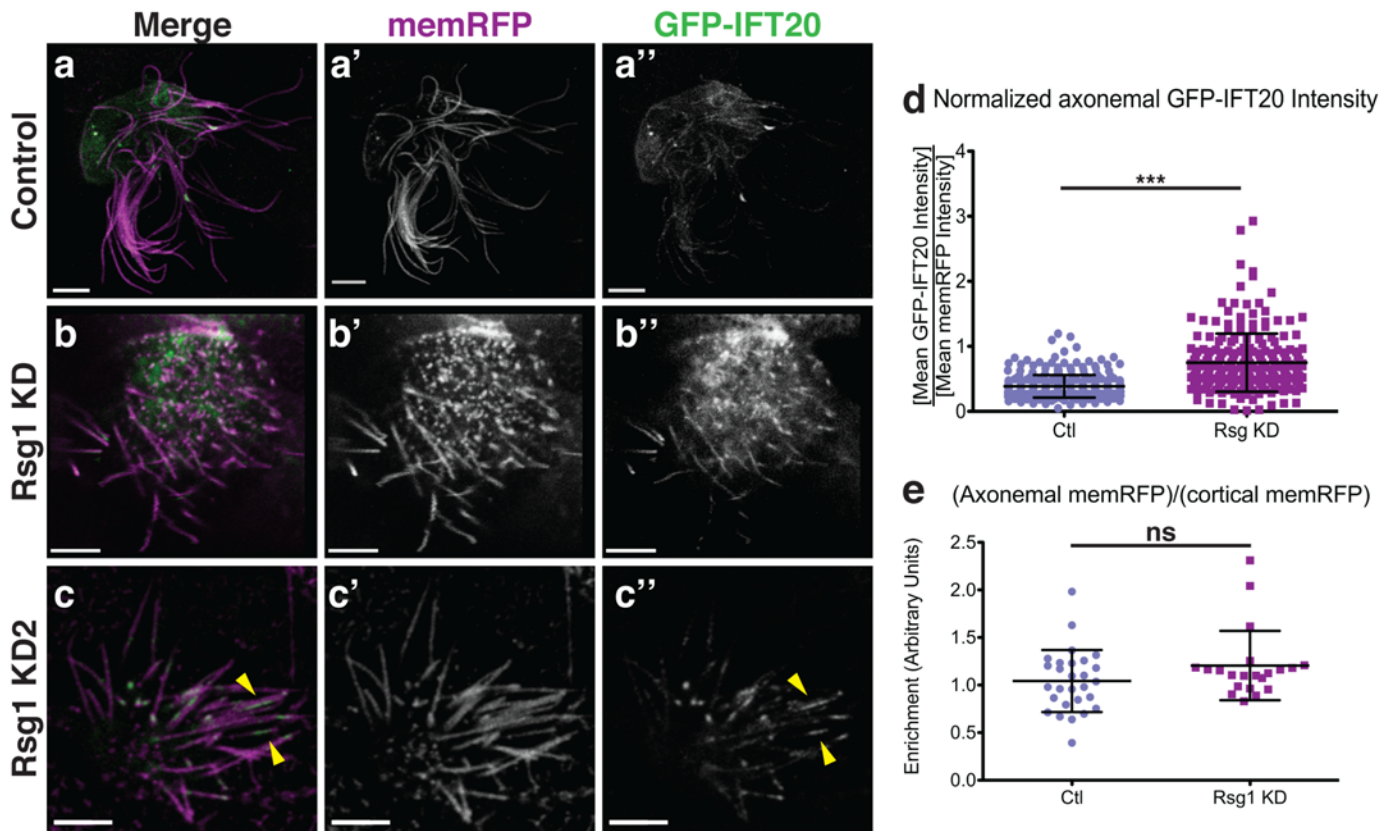 Merge
memRFP
GFP-IFT20
Control
a
a’
a’’
Rsg1 KD
b
b’
b’’
Rsg1 KD2
c
c’
c’’
d Normalized axonemal GFP-IFT20 Intensity
[Mean GFP-IFT20 Intensity]
[Mean memRFP Intensity]
4
3
2
1
0
***
Ctl
Rsg KD
e (Axonemal memRFP)/(cortical memRFP)
Enrichment (Arbitrary Units)
2.5
2.0
1.5
1.0
0.5
0.0
ns
Ctl
Rsg1 KD